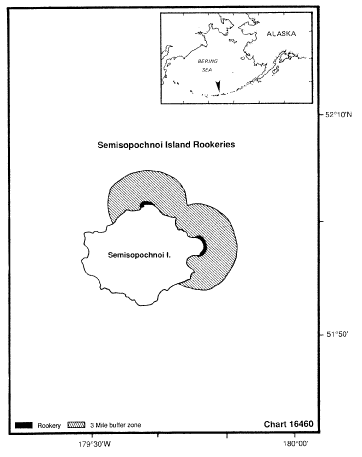 ALASKA
BERING
SEA
52°10'N
Semisopochnoi Island Rookeries
Semisopochnoi I.
51°50'
Rookery 3 Mile buffer zone Chart 16460
179°30'W 180°00'